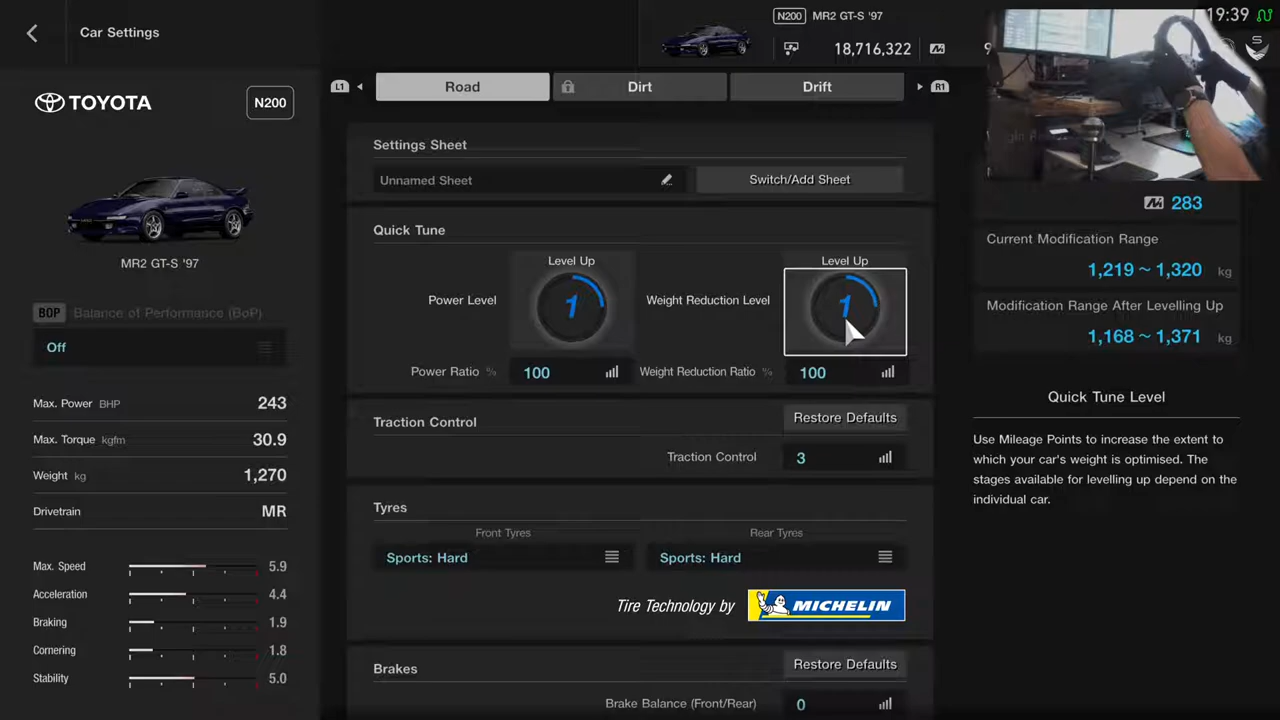 Car Settings
N200 MR2 GT-S '97
18,716,322
19:39
TOYOTA
N200
MR2 GT-S '97
BOP Balance of Performance (BoP)
Off
Max. Power BHP 243
Max. Torque kgfm 30.9
Weight kg 1,270
Drivetrain MR
Max. Speed 5.9
Acceleration 4.4
Braking 1.9
Cornering 1.8
Stability 5.0
L1 Road Dirt Drift R1
Settings Sheet
Unnamed Sheet Switch/Add Sheet
Quick Tune
Level Up Level Up
Power Level 1 Weight Reduction Level 1
Power Ratio % 100 Weight Reduction Ratio % 100
Traction Control Restore Defaults
Traction Control 3
Tyres
Front Tyres Rear Tyres
Sports: Hard Sports: Hard
Tire Technology by MICHELIN
Brakes Restore Defaults
Brake Balance (Front/Rear) 0
283
Current Modification Range
1,219 ~ 1,320 kg
Modification Range After Levelling Up
1,168 ~ 1,371 kg
Quick Tune Level
Use Mileage Points to increase the extent to
which your car's weight is optimised. The
stages available for levelling up depend on the
individual car.